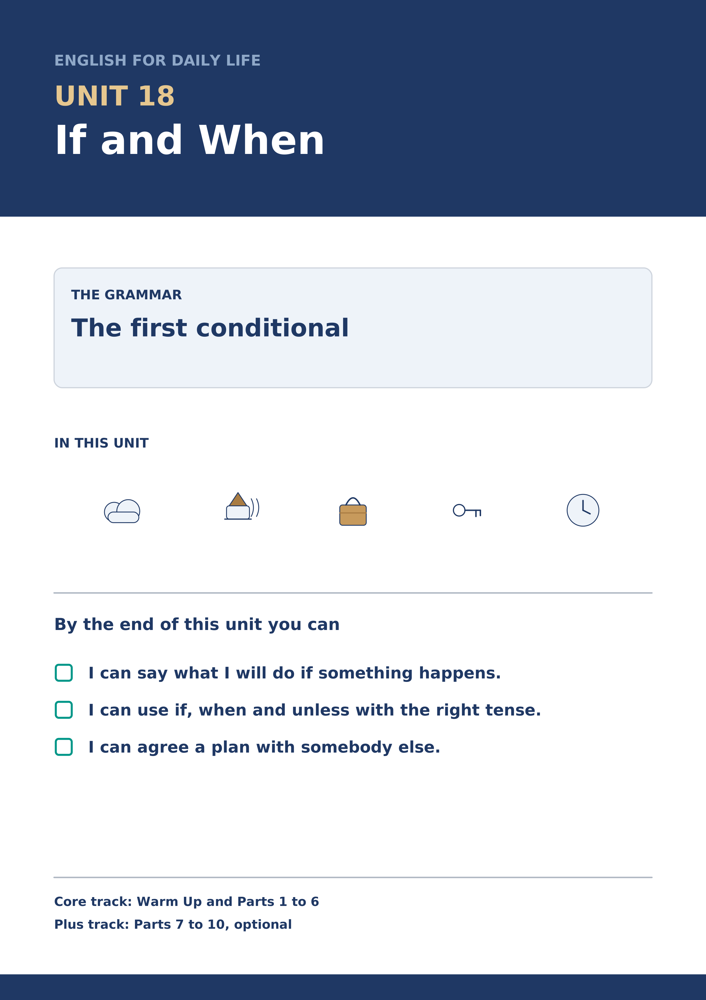 ENGLISH FOR DAILY LIFE
UNIT 18
If and When
THE GRAMMAR
The first conditional
IN THIS UNIT
By the end of this unit you can
I can say what I will do if something happens.
I can use if, when and unless with the right tense.
I can agree a plan with somebody else.
Core track: Warm Up and Parts 1 to 6
Plus track: Parts 7 to 10, optional